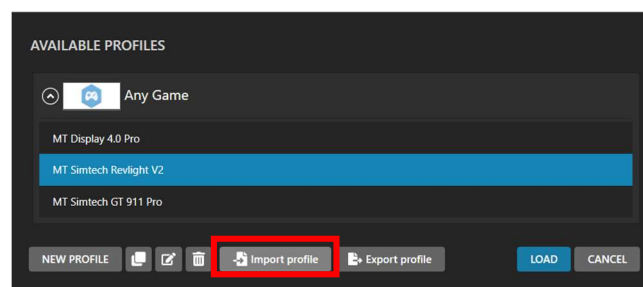 AVAILABLE PROFILES
Any Game
MT Display 4.0 Pro
MT Simtech Revlight V2
MT Simtech GT 911 Pro
NEW PROFILE Import profile Export profile LOAD CANCEL